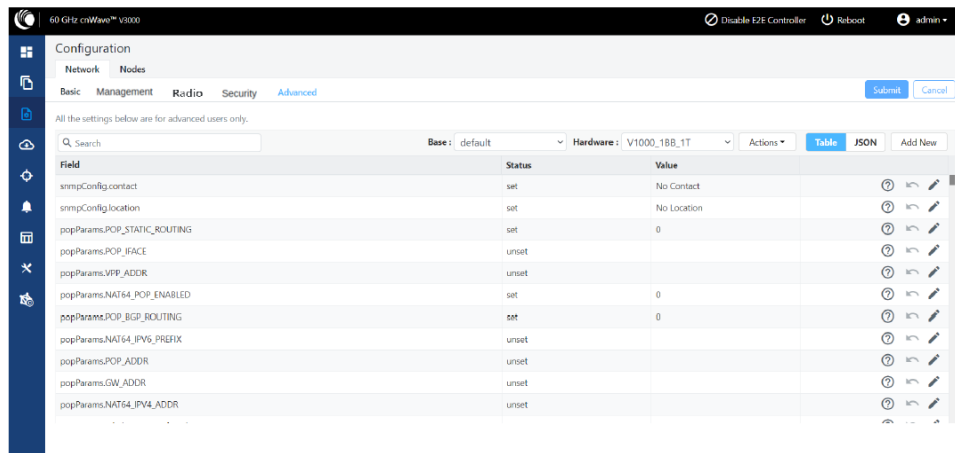 60 GHz cnWave™ V3000 Disable E2E Controller Reboot admin
Configuration
Network Nodes
Basic Management Radio Security Advanced Submit Cancel
All the settings below are for advanced users only.
Search Base : default Hardware : V1000_18B_1T Actions Table JSON Add New
Field Status Value
snmpConfig.contact set No Contact
snmpConfig.location set No Location
popParams.POP_STATIC_ROUTING set 0
popParams.POP_IFACE unset
popParams.VPP_ADDR unset
popParams.NAT64_POP_ENABLED set 0
popParams.POP_BGP_ROUTING set 0
popParams.NAT64_IPV6_PREFIX unset
popParams.POP_ADDR unset
popParams.GW_ADDR unset
popParams.NAT64_IPV4_ADDR unset